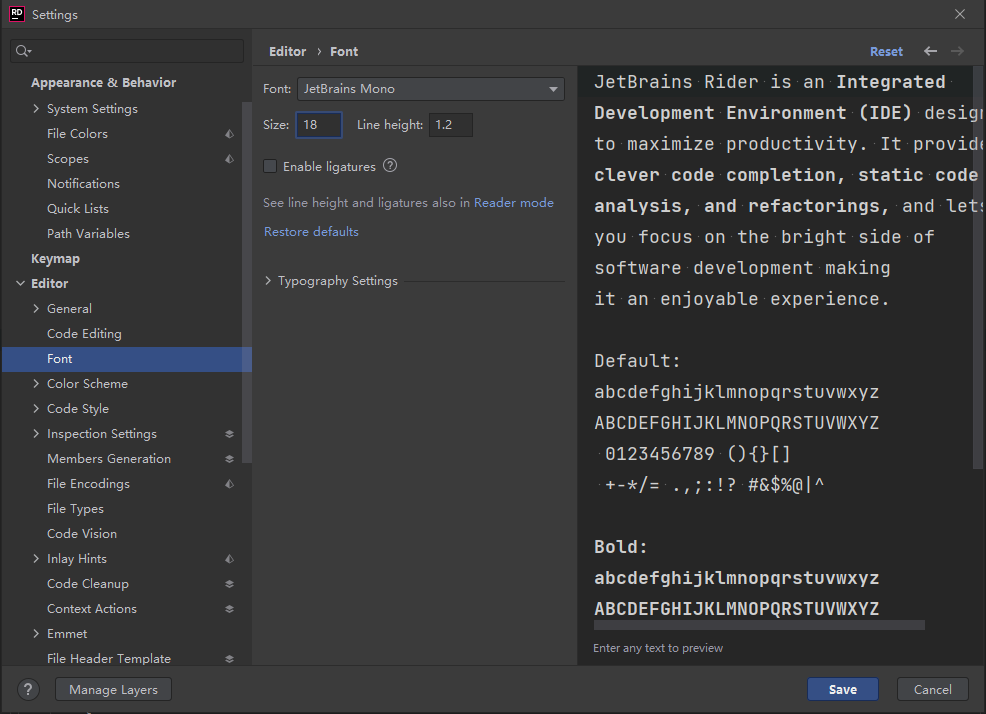 RD Settings
Appearance & Behavior
System Settings
File Colors
Scopes
Notifications
Quick Lists
Path Variables
Keymap
Editor
General
Code Editing
Font
Color Scheme
Code Style
Inspection Settings
Members Generation
File Encodings
File Types
Code Vision
Inlay Hints
Code Cleanup
Context Actions
Emmet
File Header Template
Editor › Font
Reset
Font: JetBrains Mono
Size: 18 Line height: 1.2
Enable ligatures ?
See line height and ligatures also in Reader mode
Restore defaults
Typography Settings
JetBrains Rider is an Integrated
Development Environment (IDE) desig
to maximize productivity. It provide
clever code completion, static code
analysis, and refactorings, and lets
you focus on the bright side of
software development making
it an enjoyable experience.
Default:
abcdefghijklmnopqrstuvwxyz
ABCDEFGHIJKLMNOPQRSTUVWXYZ
0123456789 (){}[]
+-*/= .,;:!? #&$%@|^
Bold:
abcdefghijklmnopqrstuvwxyz
ABCDEFGHIJKLMNOPQRSTUVWXYZ
Enter any text to preview
? Manage Layers
Save Cancel